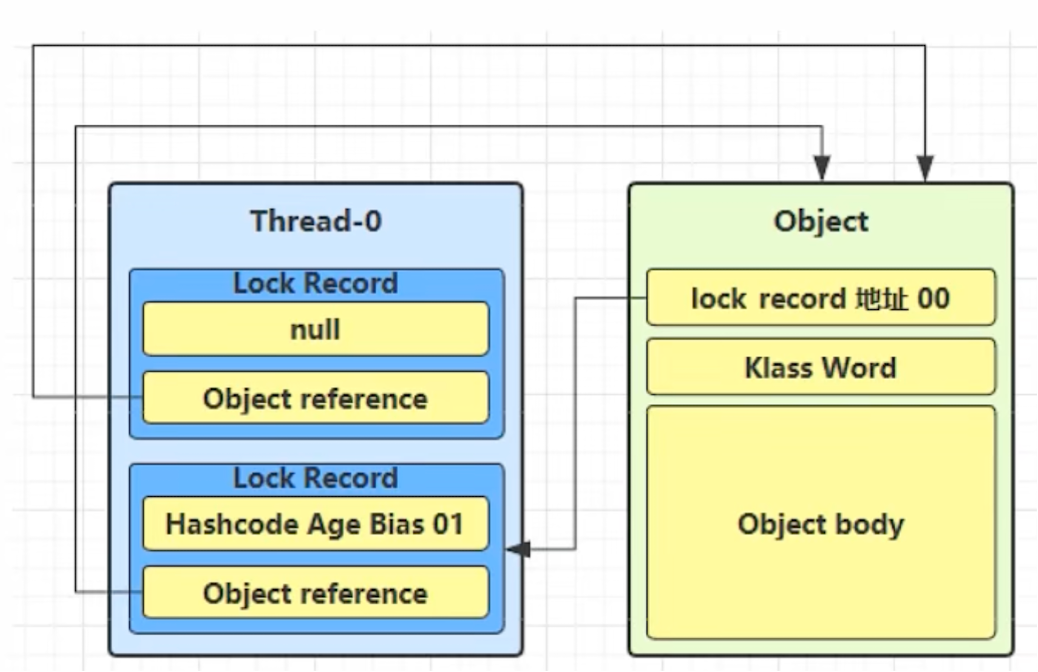 Thread-0
Lock Record
null
Object reference
Lock Record
Hashcode Age Bias 01
Object reference
Object
lock record 地址 00
Klass Word
Object body